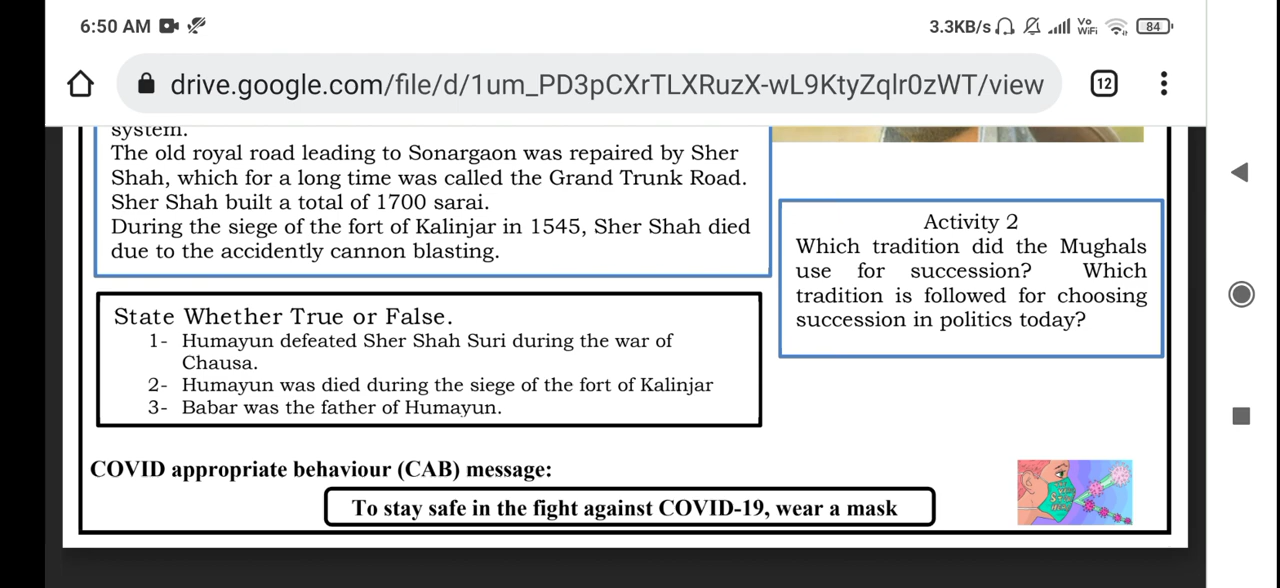 6:50 AM
3.3KB/s Vo WiFi 84
drive.google.com/file/d/1um_PD3pCXrTLXRuzX-wL9KtyZqlr0zWT/view
12
system.
The old royal road leading to Sonargaon was repaired by Sher
Shah, which for a long time was called the Grand Trunk Road.
Sher Shah built a total of 1700 sarai.
During the siege of the fort of Kalinjar in 1545, Sher Shah died
due to the accidently cannon blasting.
Activity 2
Which tradition did the Mughals
use for succession? Which
tradition is followed for choosing
succession in politics today?
State Whether True or False.
1- Humayun defeated Sher Shah Suri during the war of
Chausa.
2- Humayun was died during the siege of the fort of Kalinjar
3- Babar was the father of Humayun.
COVID appropriate behaviour (CAB) message:
To stay safe in the fight against COVID-19, wear a mask